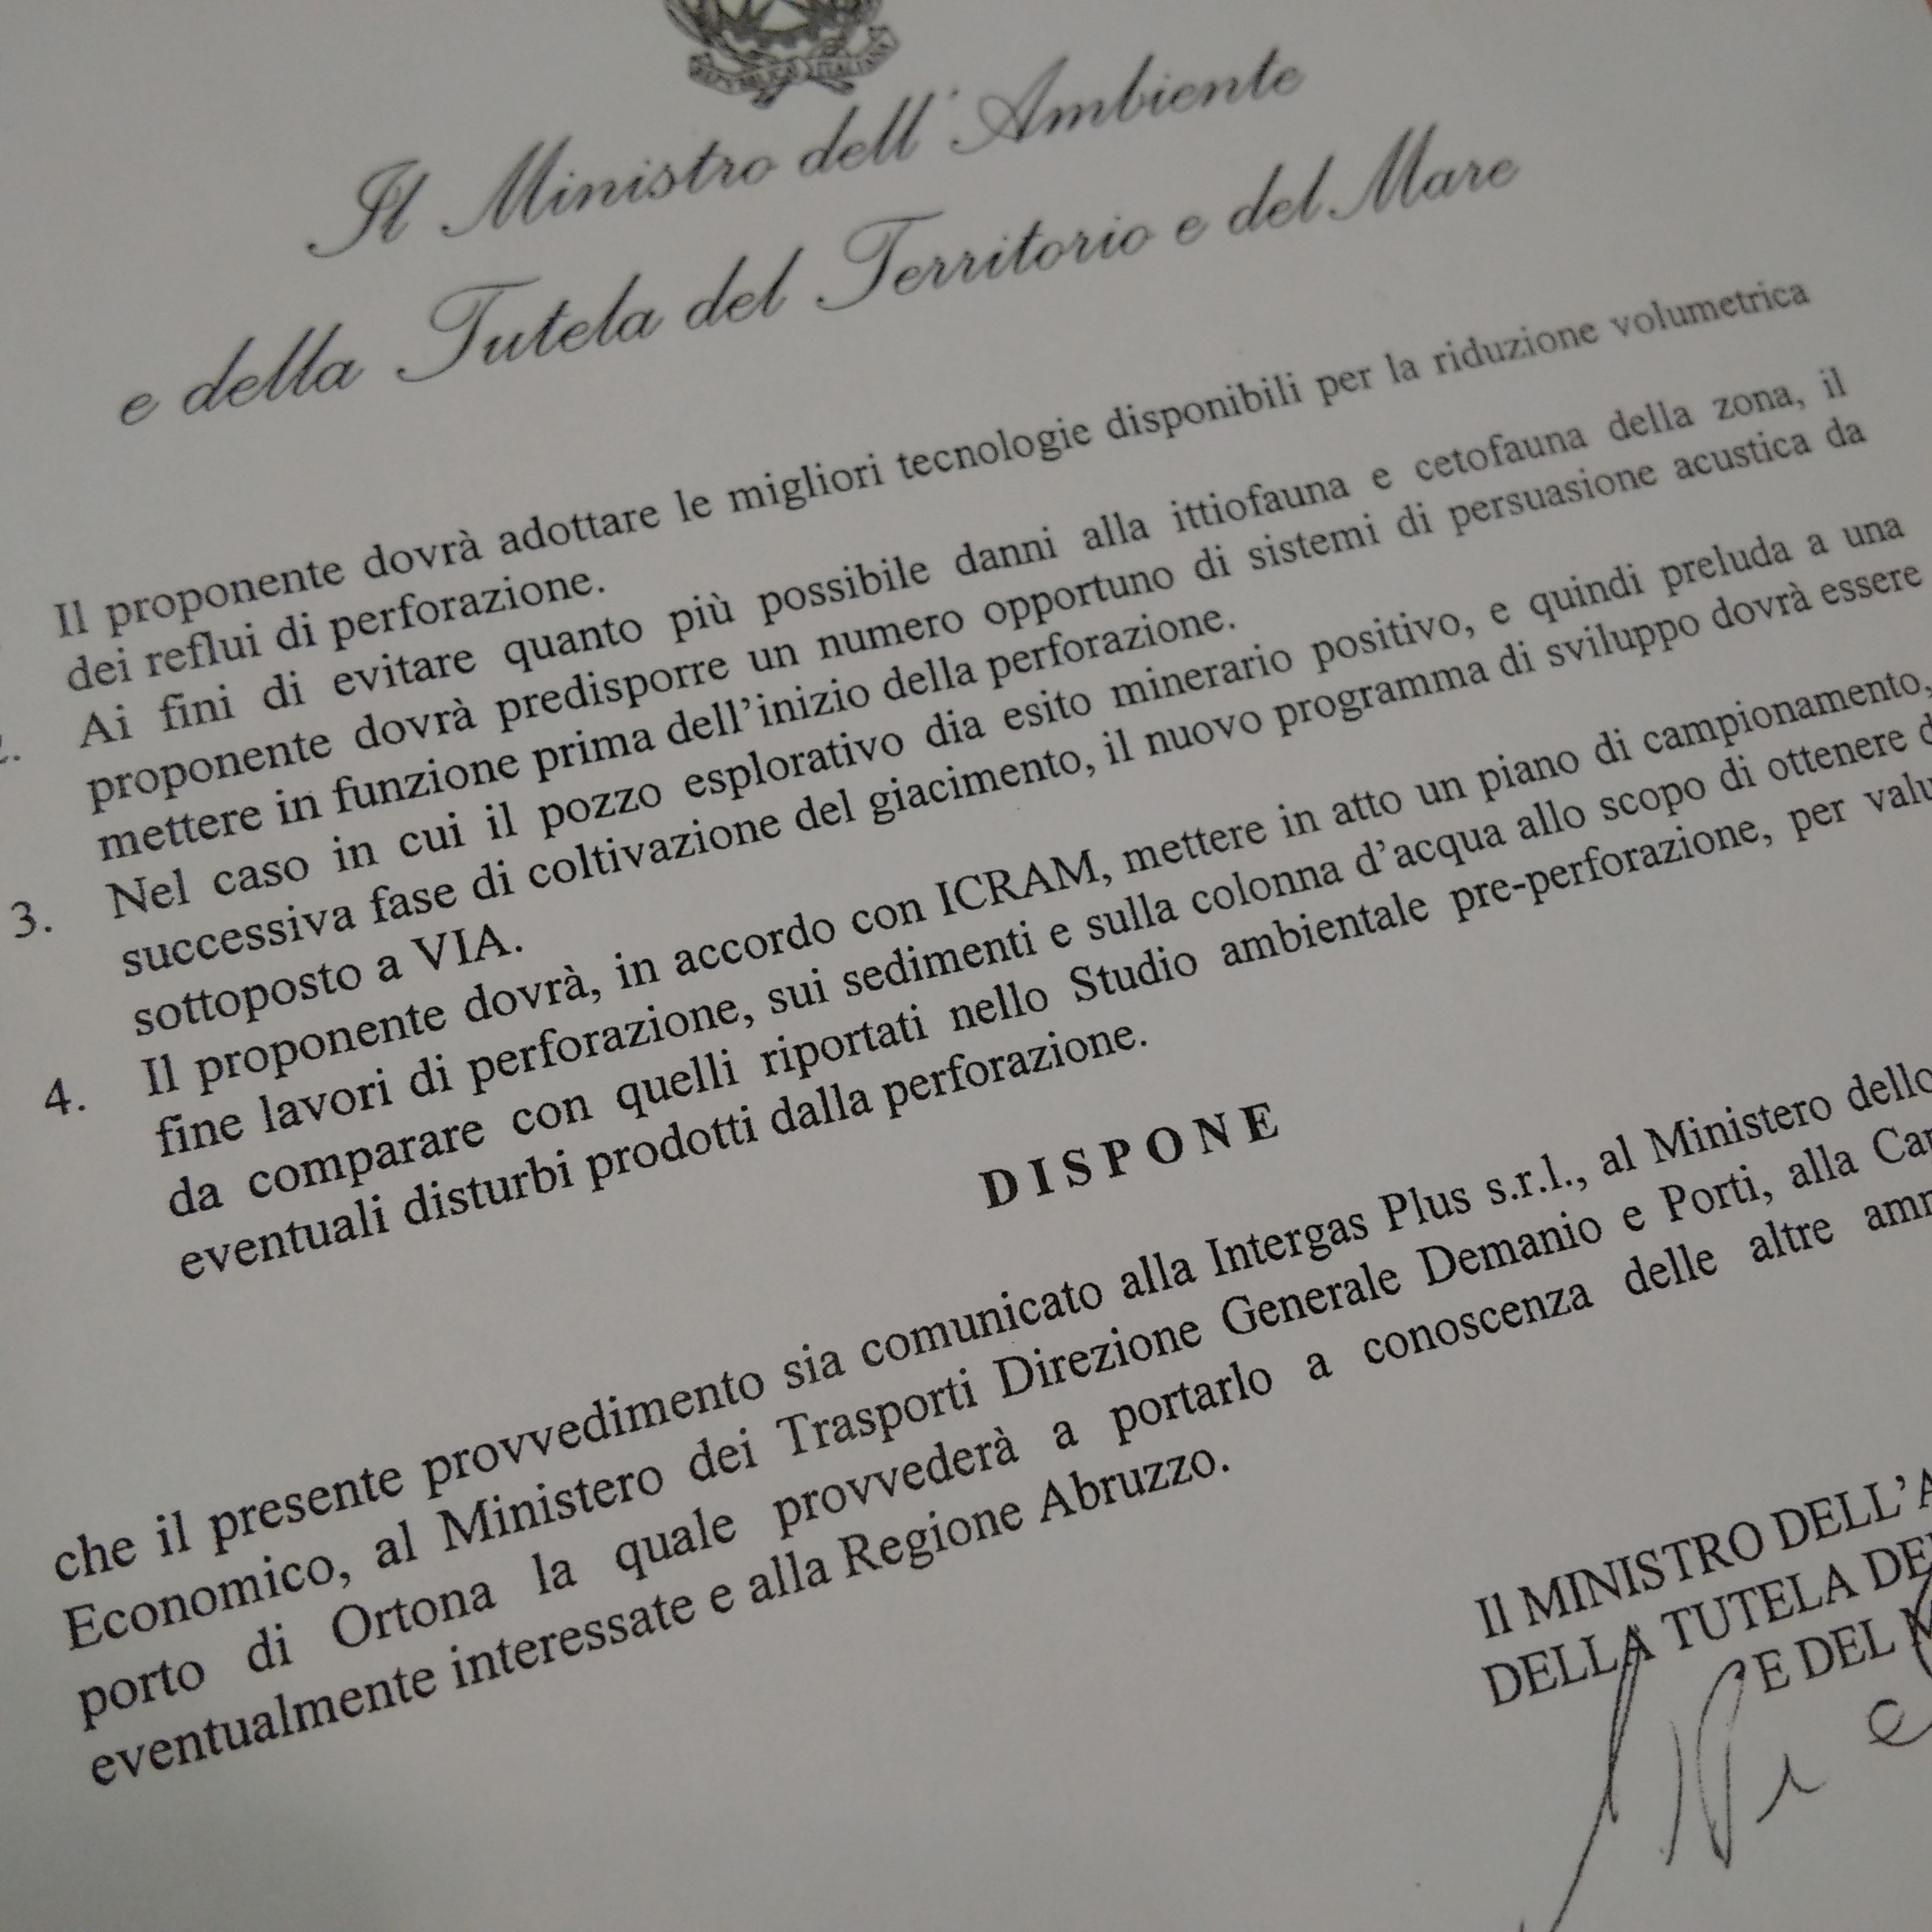 REPVBBLICA ITALIANA
Il Ministro dell'Ambiente
e della Tutela del Territorio e del Mare
Il proponente dovrà adottare le migliori tecnologie disponibili per la riduzione volumetrica
dei reflui di perforazione.
2. Ai fini di evitare quanto più possibile danni alla ittiofauna e cetofauna della zona, il
proponente dovrà predisporre un numero opportuno di sistemi di persuasione acustica da
mettere in funzione prima dell'inizio della perforazione.
3. Nel caso in cui il pozzo esplorativo dia esito minerario positivo, e quindi preluda a una
successiva fase di coltivazione del giacimento, il nuovo programma di sviluppo dovrà essere
sottoposto a VIA.
4. Il proponente dovrà, in accordo con ICRAM, mettere in atto un piano di campionamento,
fine lavori di perforazione, sui sedimenti e sulla colonna d'acqua allo scopo di ottenere
da comparare con quelli riportati nello Studio ambientale pre-perforazione, per
eventuali disturbi prodotti dalla perforazione.
DISPONE
che il presente provvedimento sia comunicato alla Intergas Plus s.r.l., al Ministero dello
Economico, al Ministero dei Trasporti Direzione Generale Demanio e Porti, alla
porto di Ortona la quale provvederà a portarlo a conoscenza delle altre
eventualmente interessate e alla Regione Abruzzo.
Il MINISTRO DELL'A
DELLA TUTELA DE
E DEL M